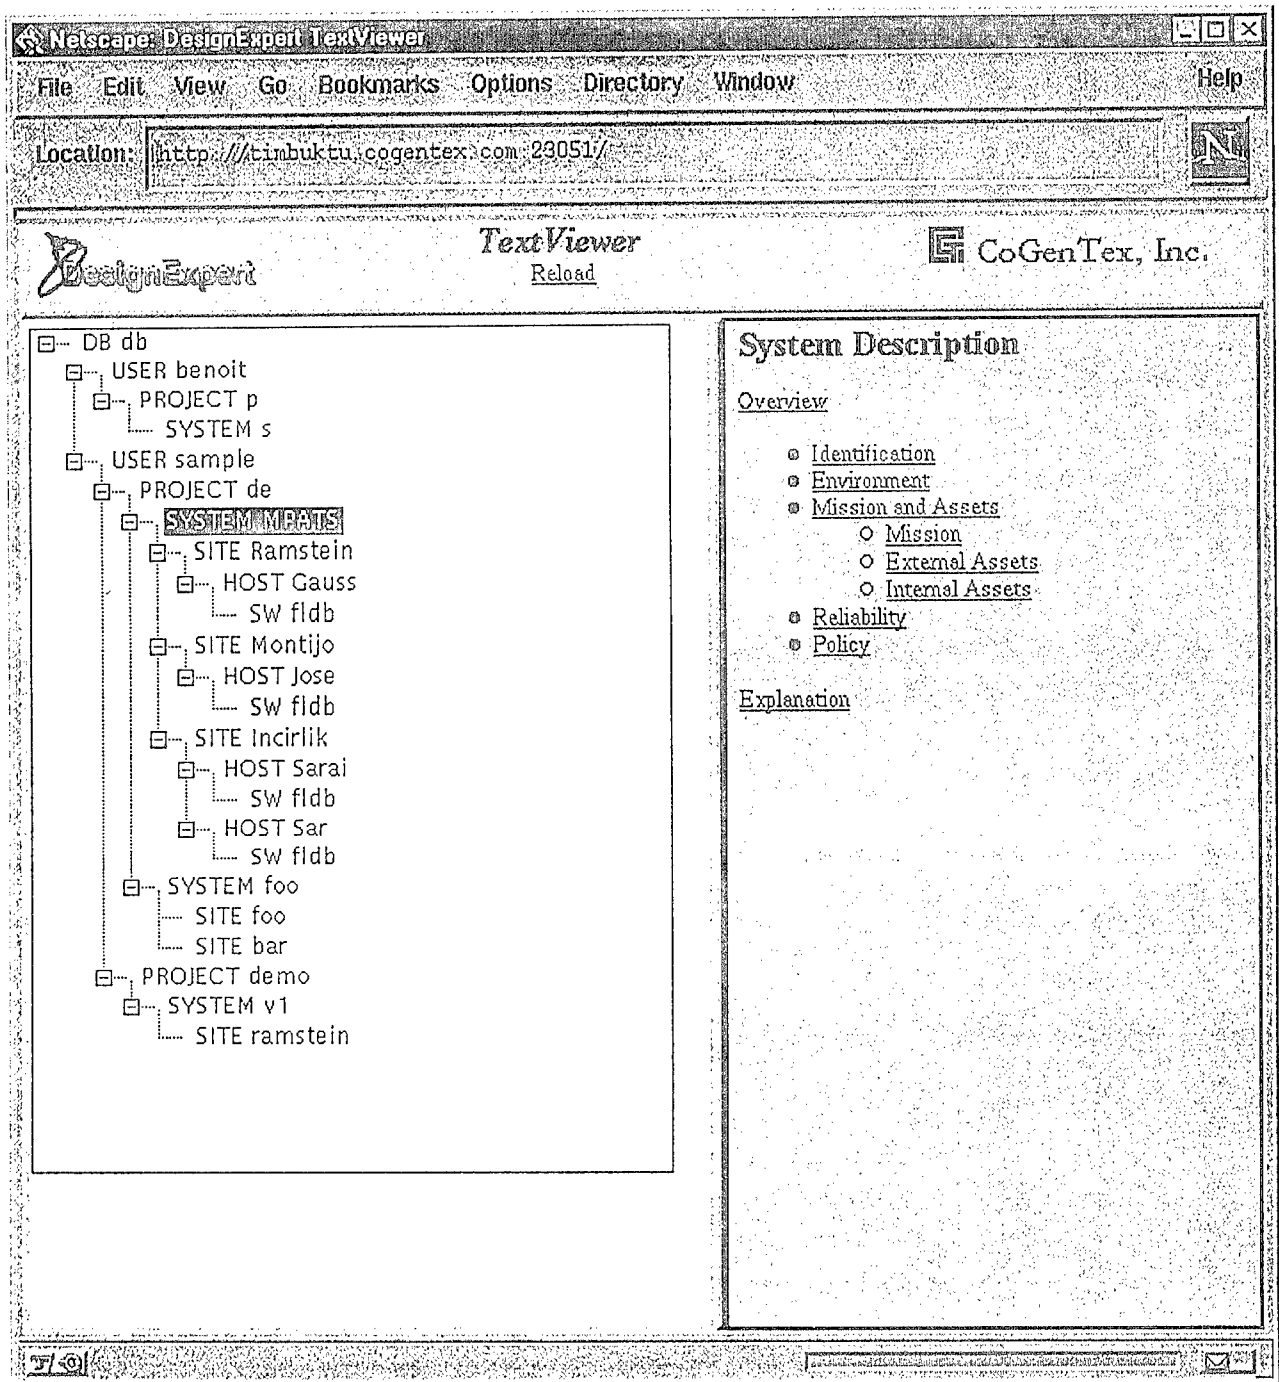 Netscape: DesignExpert TextViewer
File Edit View Go Bookmarks Options Directory Window Help
Location: http://timbuktu.cogentex.com:23051/
N
DesignExpert
TextViewer
Reload
CoGenTex, Inc.
DB db
USER benoit
PROJECT p
SYSTEM s
USER sample
PROJECT de
SYSTEM MPATS
SITE Ramstein
HOST Gauss
SW fldb
SITE Montijo
HOST Jose
SW fldb
SITE Incirlik
HOST Sarai
SW fldb
HOST Sar
SW fldb
SYSTEM foo
SITE foo
SITE bar
PROJECT demo
SYSTEM v1
SITE ramstein
System Description
Overview
Identification
Environment
Mission and Assets
Mission
External Assets
Internal Assets
Reliability
Policy
Explanation